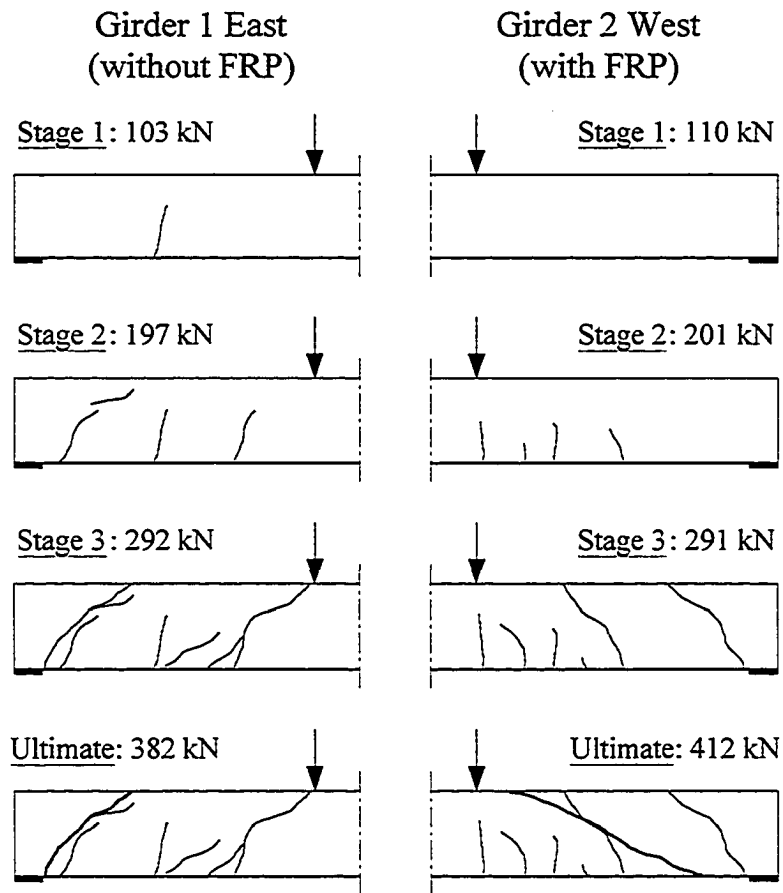 Girder 1 East
(without FRP)
Girder 2 West
(with FRP)
Stage 1: 103 kN
Stage 1: 110 kN
Stage 2: 197 kN
Stage 2: 201 kN
Stage 3: 292 kN
Stage 3: 291 kN
Ultimate: 382 kN
Ultimate: 412 kN